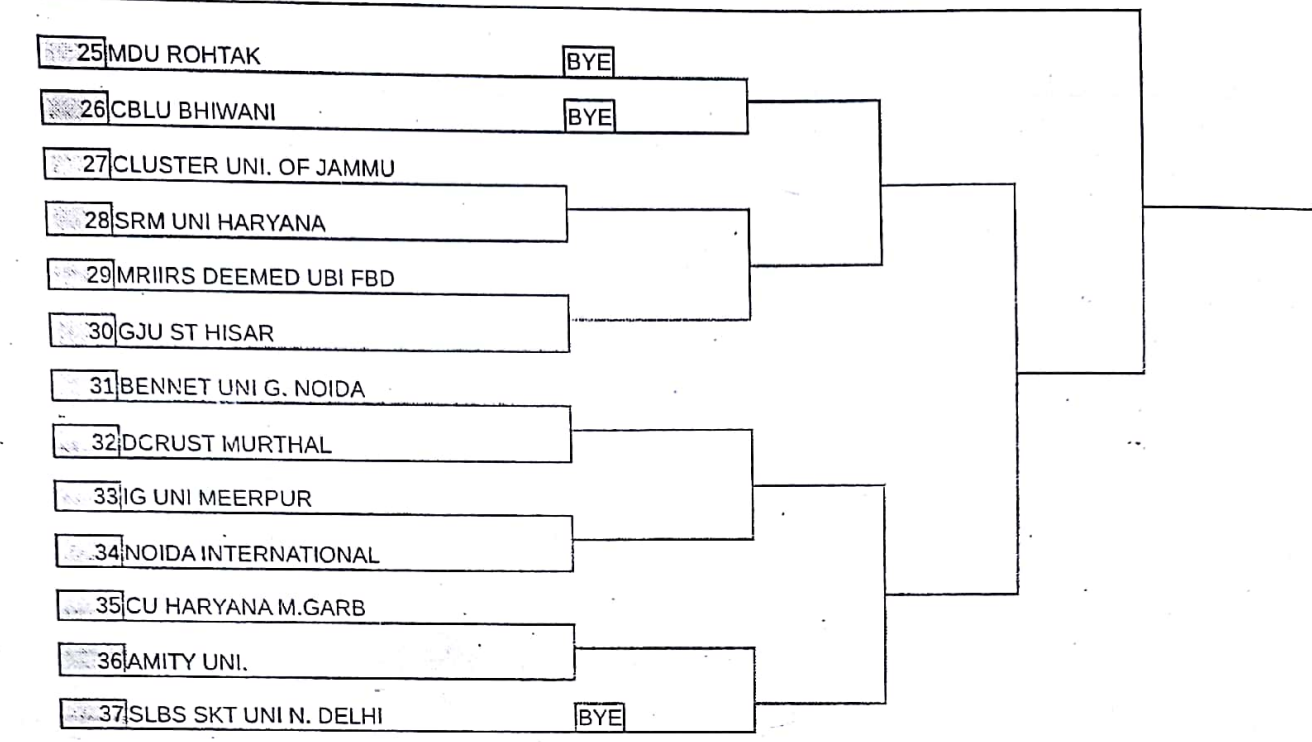 25 MDU ROHTAK BYE
26 CBLU BHIWANI BYE
27 CLUSTER UNI. OF JAMMU
28 SRM UNI HARYANA
29 MRIIRS DEEMED UBI FBD
30 GJU ST HISAR
31 BENNET UNI G. NOIDA
32 DCRUST MURTHAL
33 IG UNI MEERPUR
34 NOIDA INTERNATIONAL
35 CU HARYANA M.GARB
36 AMITY UNI.
37 SLBS SKT UNI N. DELHI BYE